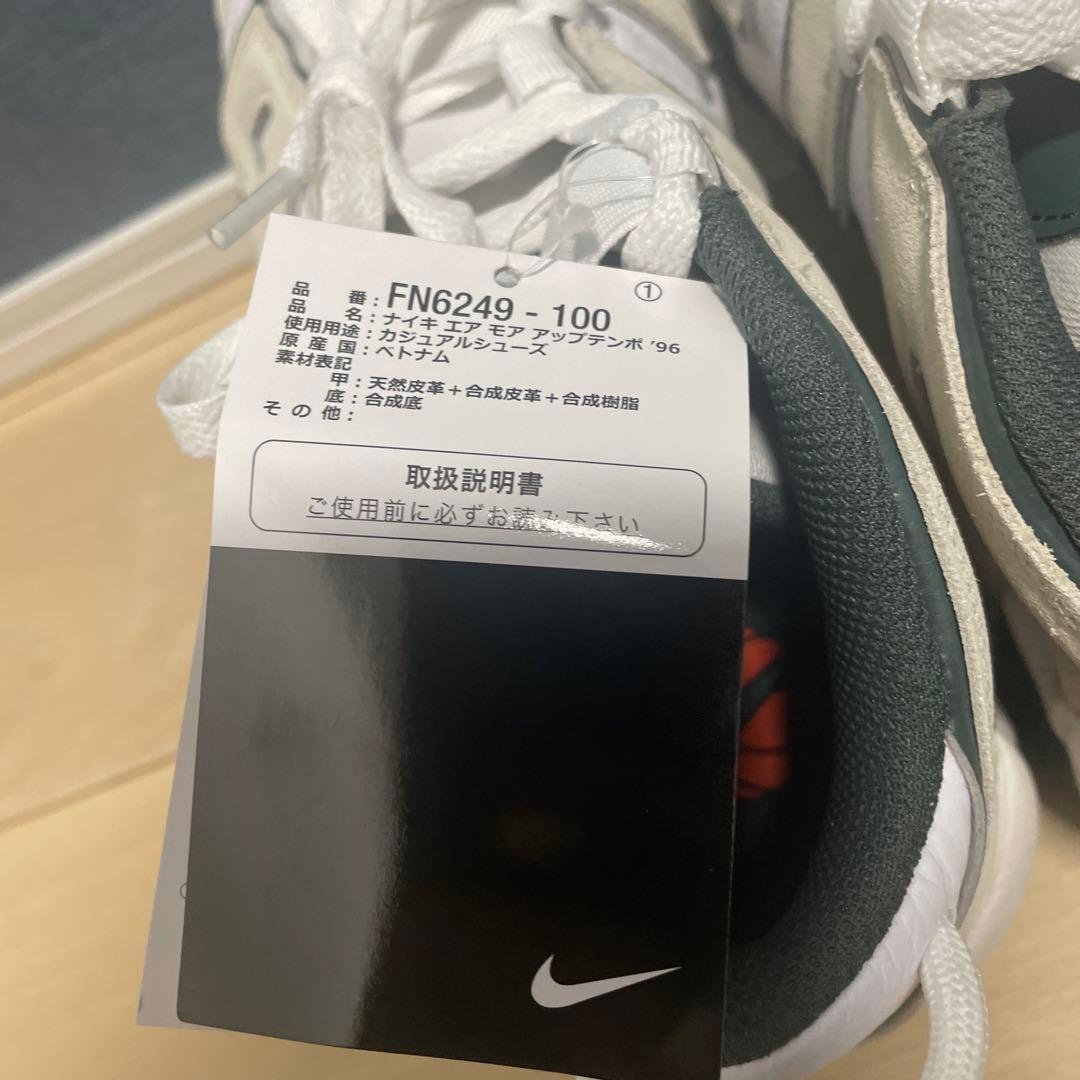 ①
品番：FN6249 - 100
品名：ナイキ エア モア アップテンポ ’96
使用用途：カジュアルシューズ
原産国：ベトナム
素材表記
甲：天然皮革＋合成皮革＋合成樹脂
底：合成底
その他：
取扱説明書
ご使用前に必ずお読み下さい